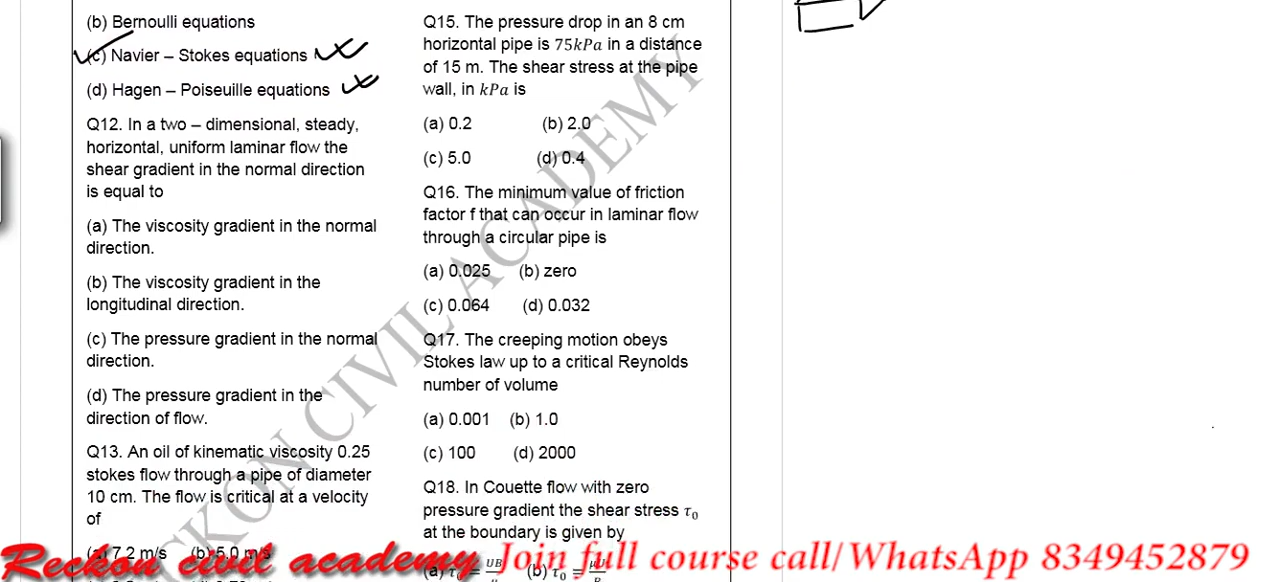 (b) Bernoulli equations
(c) Navier – Stokes equations
(d) Hagen – Poiseuille equations
Q12. In a two – dimensional, steady,
horizontal, uniform laminar flow the
shear gradient in the normal direction
is equal to
(a) The viscosity gradient in the normal
direction.
(b) The viscosity gradient in the
longitudinal direction.
(c) The pressure gradient in the normal
direction.
(d) The pressure gradient in the
direction of flow.
Q13. An oil of kinematic viscosity 0.25
stokes flow through a pipe of diameter
10 cm. The flow is critical at a velocity
of
(a) 7.2 m/s (b) 5.0 m/s
Q15. The pressure drop in an 8 cm
horizontal pipe is 75kPa in a distance
of 15 m. The shear stress at the pipe
wall, in kPa is
(a) 0.2 (b) 2.0
(c) 5.0 (d) 0.4
Q16. The minimum value of friction
factor f that can occur in laminar flow
through a circular pipe is
(a) 0.025 (b) zero
(c) 0.064 (d) 0.032
Q17. The creeping motion obeys
Stokes law up to a critical Reynolds
number of volume
(a) 0.001 (b) 1.0
(c) 100 (d) 2000
Q18. In Couette flow with zero
pressure gradient the shear stress τ₀
at the boundary is given by
(b) τ₀ =
RECKON CIVIL ACADEMY
Reckon civil academy Join full course call/WhatsApp 8349452879